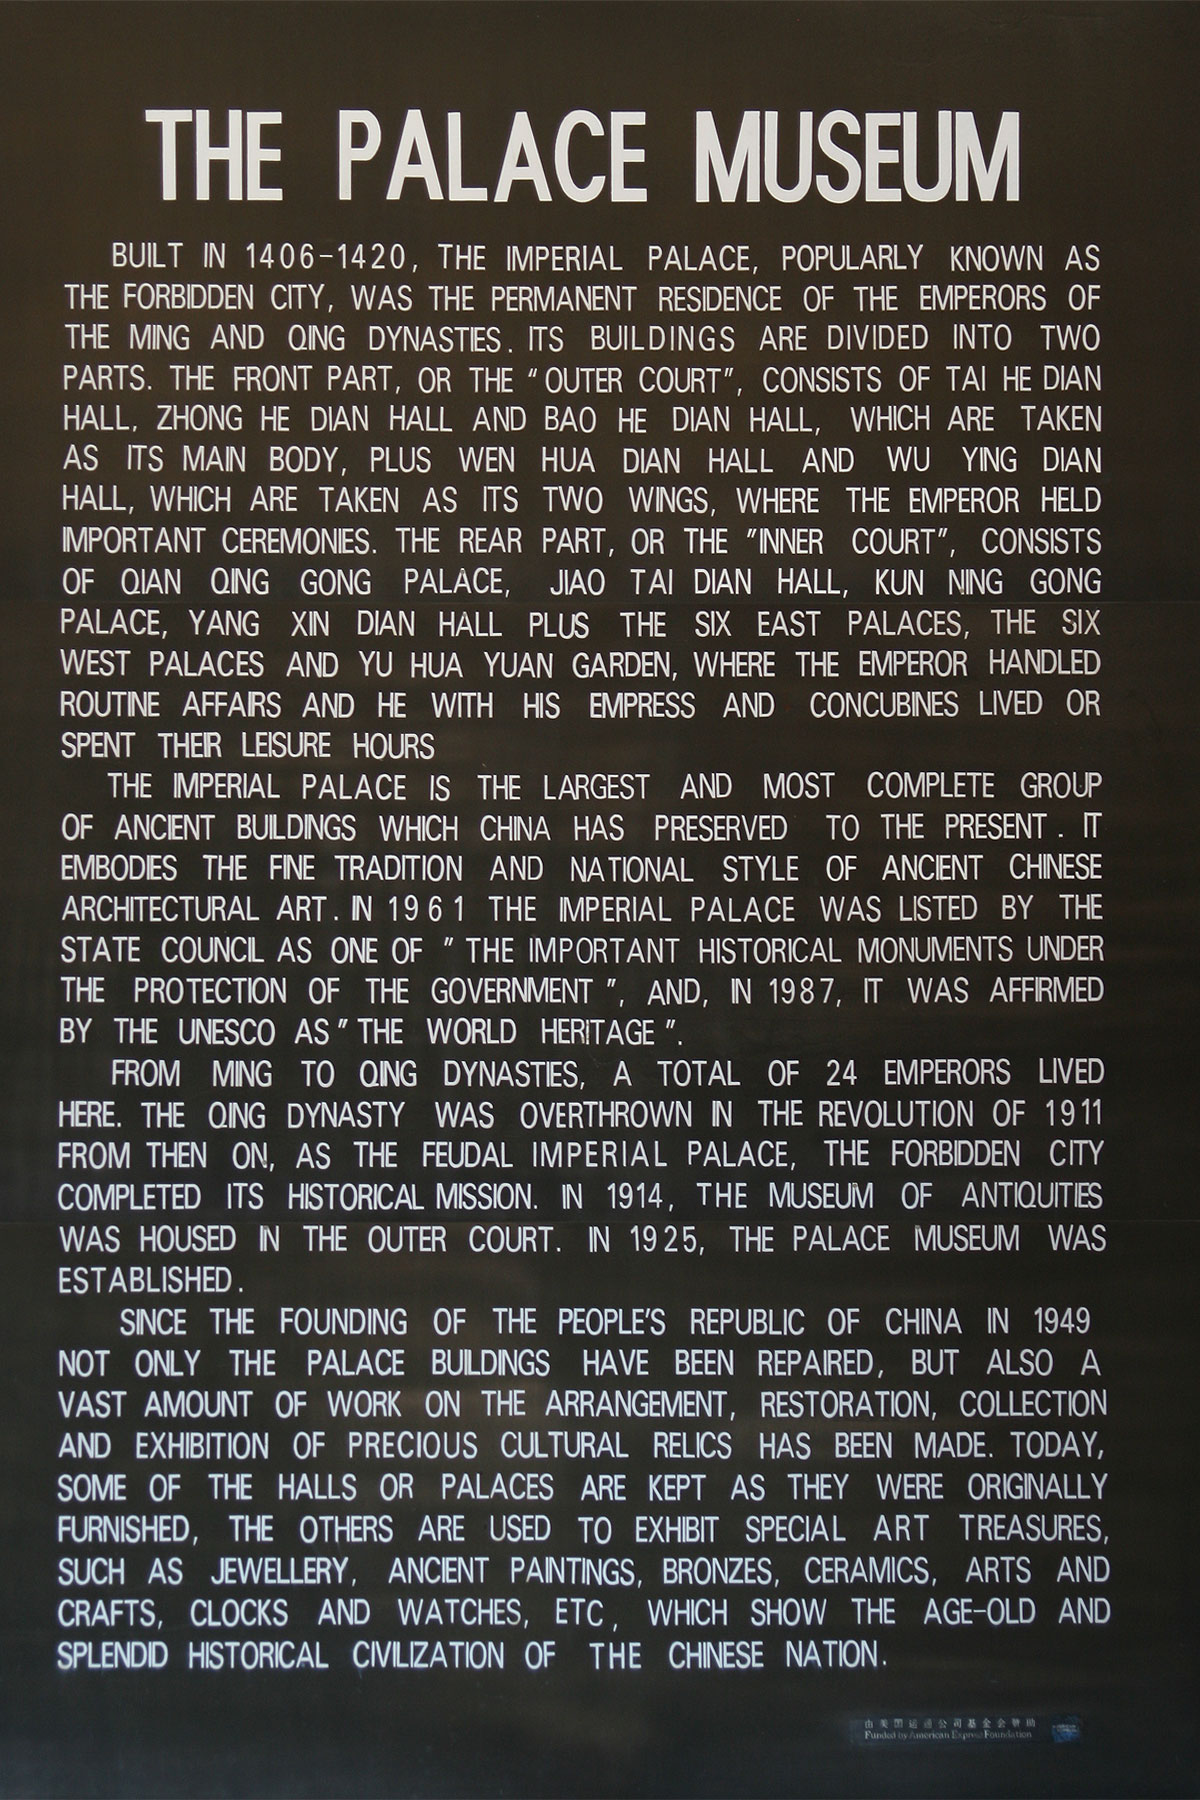 THE PALACE MUSEUM
BUILT IN 1406-1420, THE IMPERIAL PALACE, POPULARLY KNOWN AS
THE FORBIDDEN CITY, WAS THE PERMANENT RESIDENCE OF THE EMPERORS OF
THE MING AND QING DYNASTIES. ITS BUILDINGS ARE DIVIDED INTO TWO
PARTS. THE FRONT PART, OR THE “OUTER COURT”, CONSISTS OF TAI HE DIAN
HALL, ZHONG HE DIAN HALL AND BAO HE DIAN HALL, WHICH ARE TAKEN
AS ITS MAIN BODY, PLUS WEN HUA DIAN HALL AND WU YING DIAN
HALL, WHICH ARE TAKEN AS ITS TWO WINGS, WHERE THE EMPEROR HELD
IMPORTANT CEREMONIES. THE REAR PART, OR THE ”INNER COURT”, CONSISTS
OF QIAN QING GONG PALACE, JIAO TAI DIAN HALL, KUN NING GONG
PALACE, YANG XIN DIAN HALL PLUS THE SIX EAST PALACES, THE SIX
WEST PALACES AND YU HUA YUAN GARDEN, WHERE THE EMPEROR HANDLED
ROUTINE AFFAIRS AND HE WITH HIS EMPRESS AND CONCUBINES LIVED OR
SPENT THEIR LEISURE HOURS
THE IMPERIAL PALACE IS THE LARGEST AND MOST COMPLETE GROUP
OF ANCIENT BUILDINGS WHICH CHINA HAS PRESERVED TO THE PRESENT. IT
EMBODIES THE FINE TRADITION AND NATIONAL STYLE OF ANCIENT CHINESE
ARCHITECTURAL ART. IN 1961 THE IMPERIAL PALACE WAS LISTED BY THE
STATE COUNCIL AS ONE OF ” THE IMPORTANT HISTORICAL MONUMENTS UNDER
THE PROTECTION OF THE GOVERNMENT ”, AND, IN 1987, IT WAS AFFIRMED
BY THE UNESCO AS ” THE WORLD HERITAGE ”.
FROM MING TO QING DYNASTIES, A TOTAL OF 24 EMPERORS LIVED
HERE. THE QING DYNASTY WAS OVERTHROWN IN THE REVOLUTION OF 1911
FROM THEN ON, AS THE FEUDAL IMPERIAL PALACE, THE FORBIDDEN CITY
COMPLETED ITS HISTORICAL MISSION. IN 1914, THE MUSEUM OF ANTIQUITIES
WAS HOUSED IN THE OUTER COURT. IN 1925, THE PALACE MUSEUM WAS
ESTABLISHED.
SINCE THE FOUNDING OF THE PEOPLE’S REPUBLIC OF CHINA IN 1949
NOT ONLY THE PALACE BUILDINGS HAVE BEEN REPAIRED, BUT ALSO A
VAST AMOUNT OF WORK ON THE ARRANGEMENT, RESTORATION, COLLECTION
AND EXHIBITION OF PRECIOUS CULTURAL RELICS HAS BEEN MADE. TODAY,
SOME OF THE HALLS OR PALACES ARE KEPT AS THEY WERE ORIGINALLY
FURNISHED, THE OTHERS ARE USED TO EXHIBIT SPECIAL ART TREASURES,
SUCH AS JEWELLERY, ANCIENT PAINTINGS, BRONZES, CERAMICS, ARTS AND
CRAFTS, CLOCKS AND WATCHES, ETC, WHICH SHOW THE AGE-OLD AND
SPLENDID HISTORICAL CIVILIZATION OF THE CHINESE NATION.
由美国运通公司基金会赞助
Funded by American Express Foundation